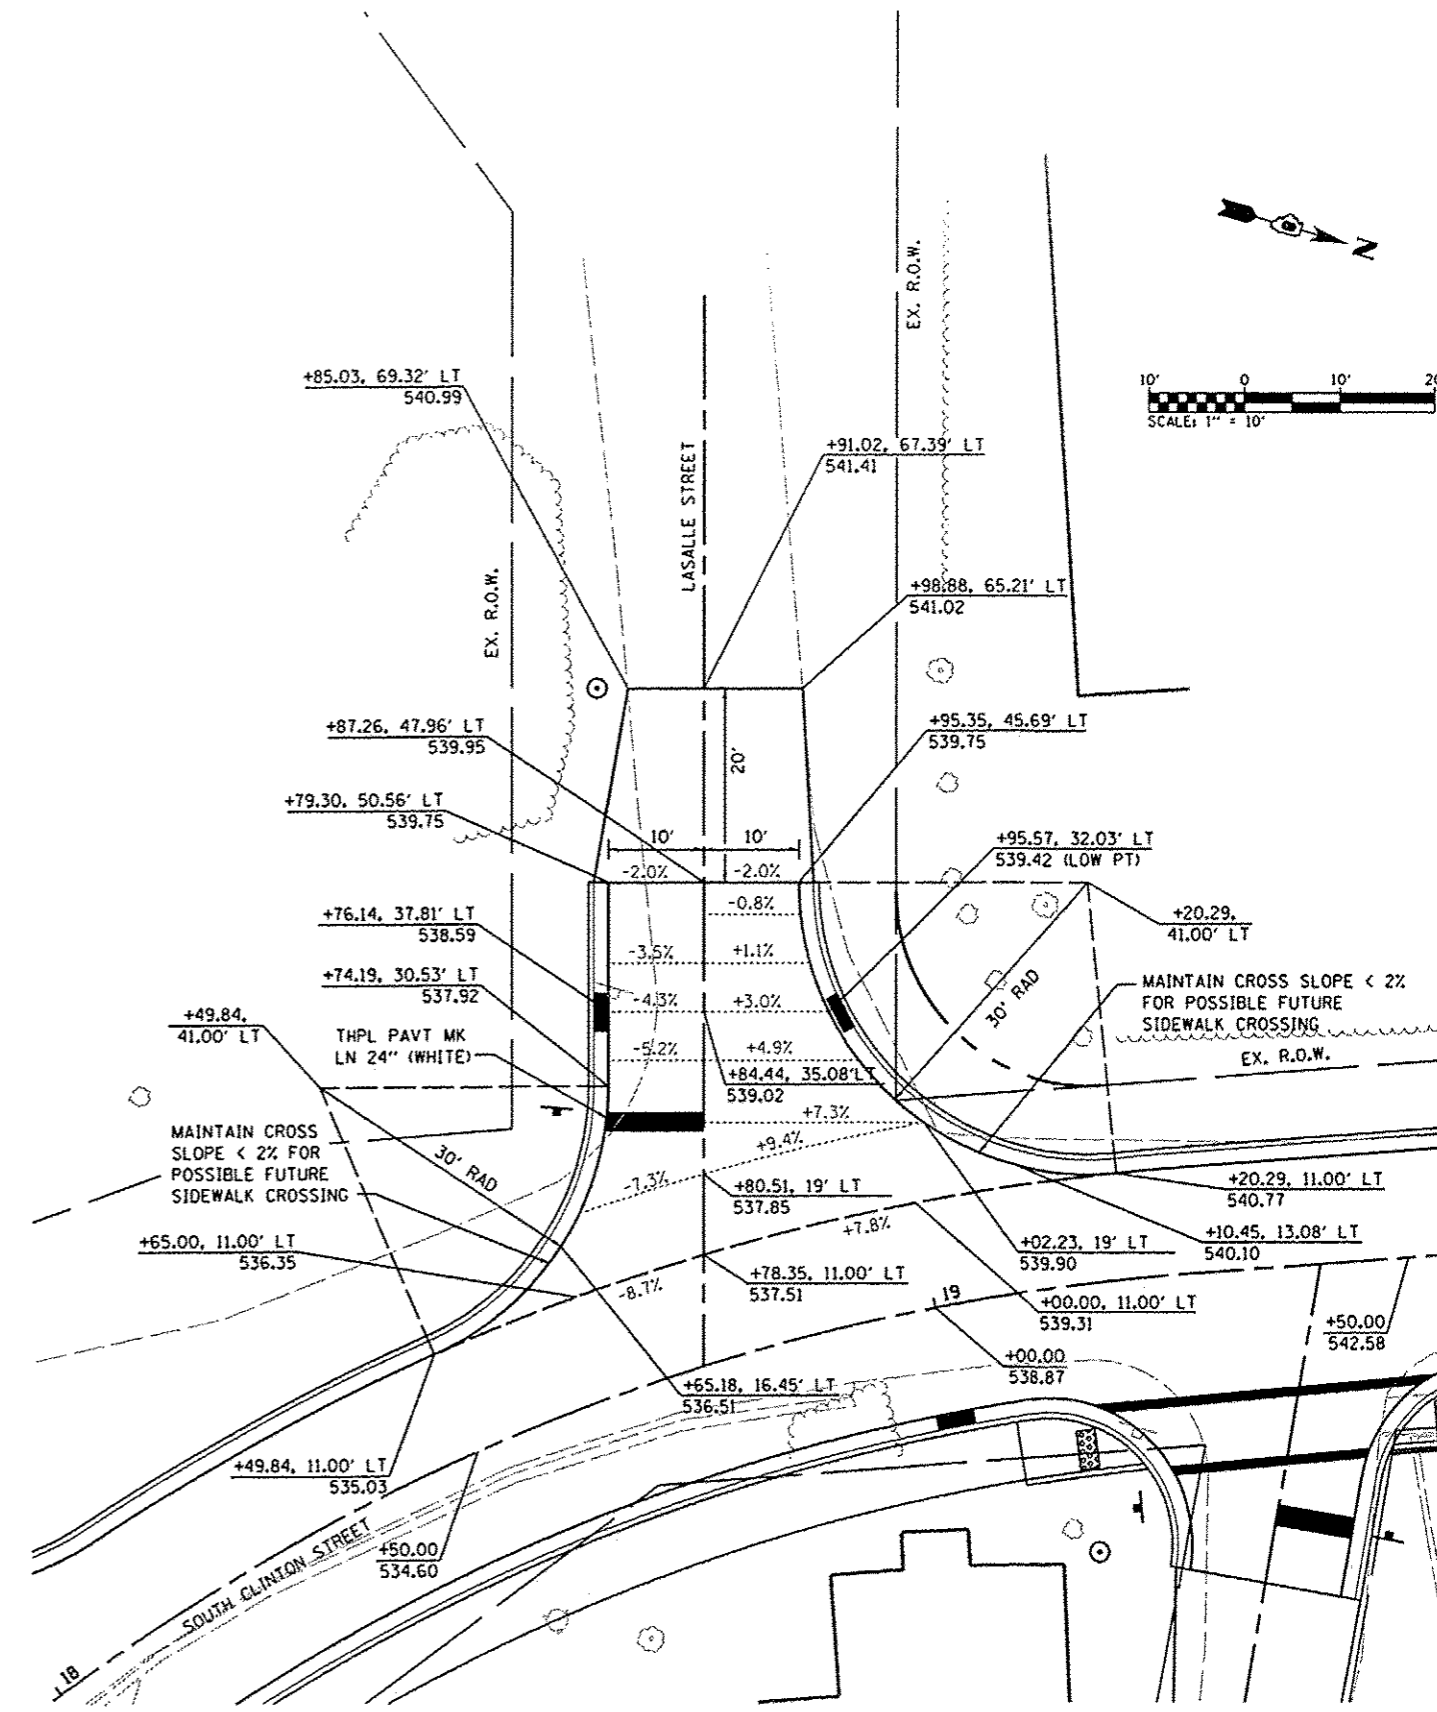 N
EX. R.O.W.
10' 0 10' 20
SCALE: 1" = 10'
+85.03, 69.32' LT
540.99
LASALLE STREET
+91.02, 67.39' LT
541.41
EX. R.O.W.
+98.88, 65.21' LT
541.02
+87.26, 47.96' LT
539.95
20'
+95.35, 45.69' LT
539.75
+79.30, 50.56' LT
539.75
10' 10'
+95.57, 32.03' LT
539.42 (LOW PT)
-2.0% -2.0%
-0.8%
+76.14, 37.81' LT
538.59
+20.29,
41.00' LT
-3.5% +1.1%
+74.19, 30.53' LT
537.92
30' RAD
MAINTAIN CROSS SLOPE < 2%
FOR POSSIBLE FUTURE
SIDEWALK CROSSING
-4.3% +3.0%
+49.84,
41.00' LT
THPL PAVT MK
LN 24" (WHITE)
-5.2% +4.9%
EX. R.O.W.
+84.44, 35.08' LT
539.02
+7.3%
MAINTAIN CROSS
SLOPE < 2% FOR
POSSIBLE FUTURE
SIDEWALK CROSSING
30' RAD
+9.4%
-7.3%
+80.51, 19' LT
537.85
+20.29, 11.00' LT
540.77
+7.8%
+65.00, 11.00' LT
536.35
+02.23, 19' LT
539.90
+10.45, 13.08' LT
540.10
-8.7%
+78.35, 11.00' LT
537.51
19
+00.00, 11.00' LT
539.31
+50.00
542.58
+00.00
538.87
+65.18, 16.45' LT
536.51
+49.84, 11.00' LT
535.03
+50.00
534.60
SOUTH CLINTON STREET
18